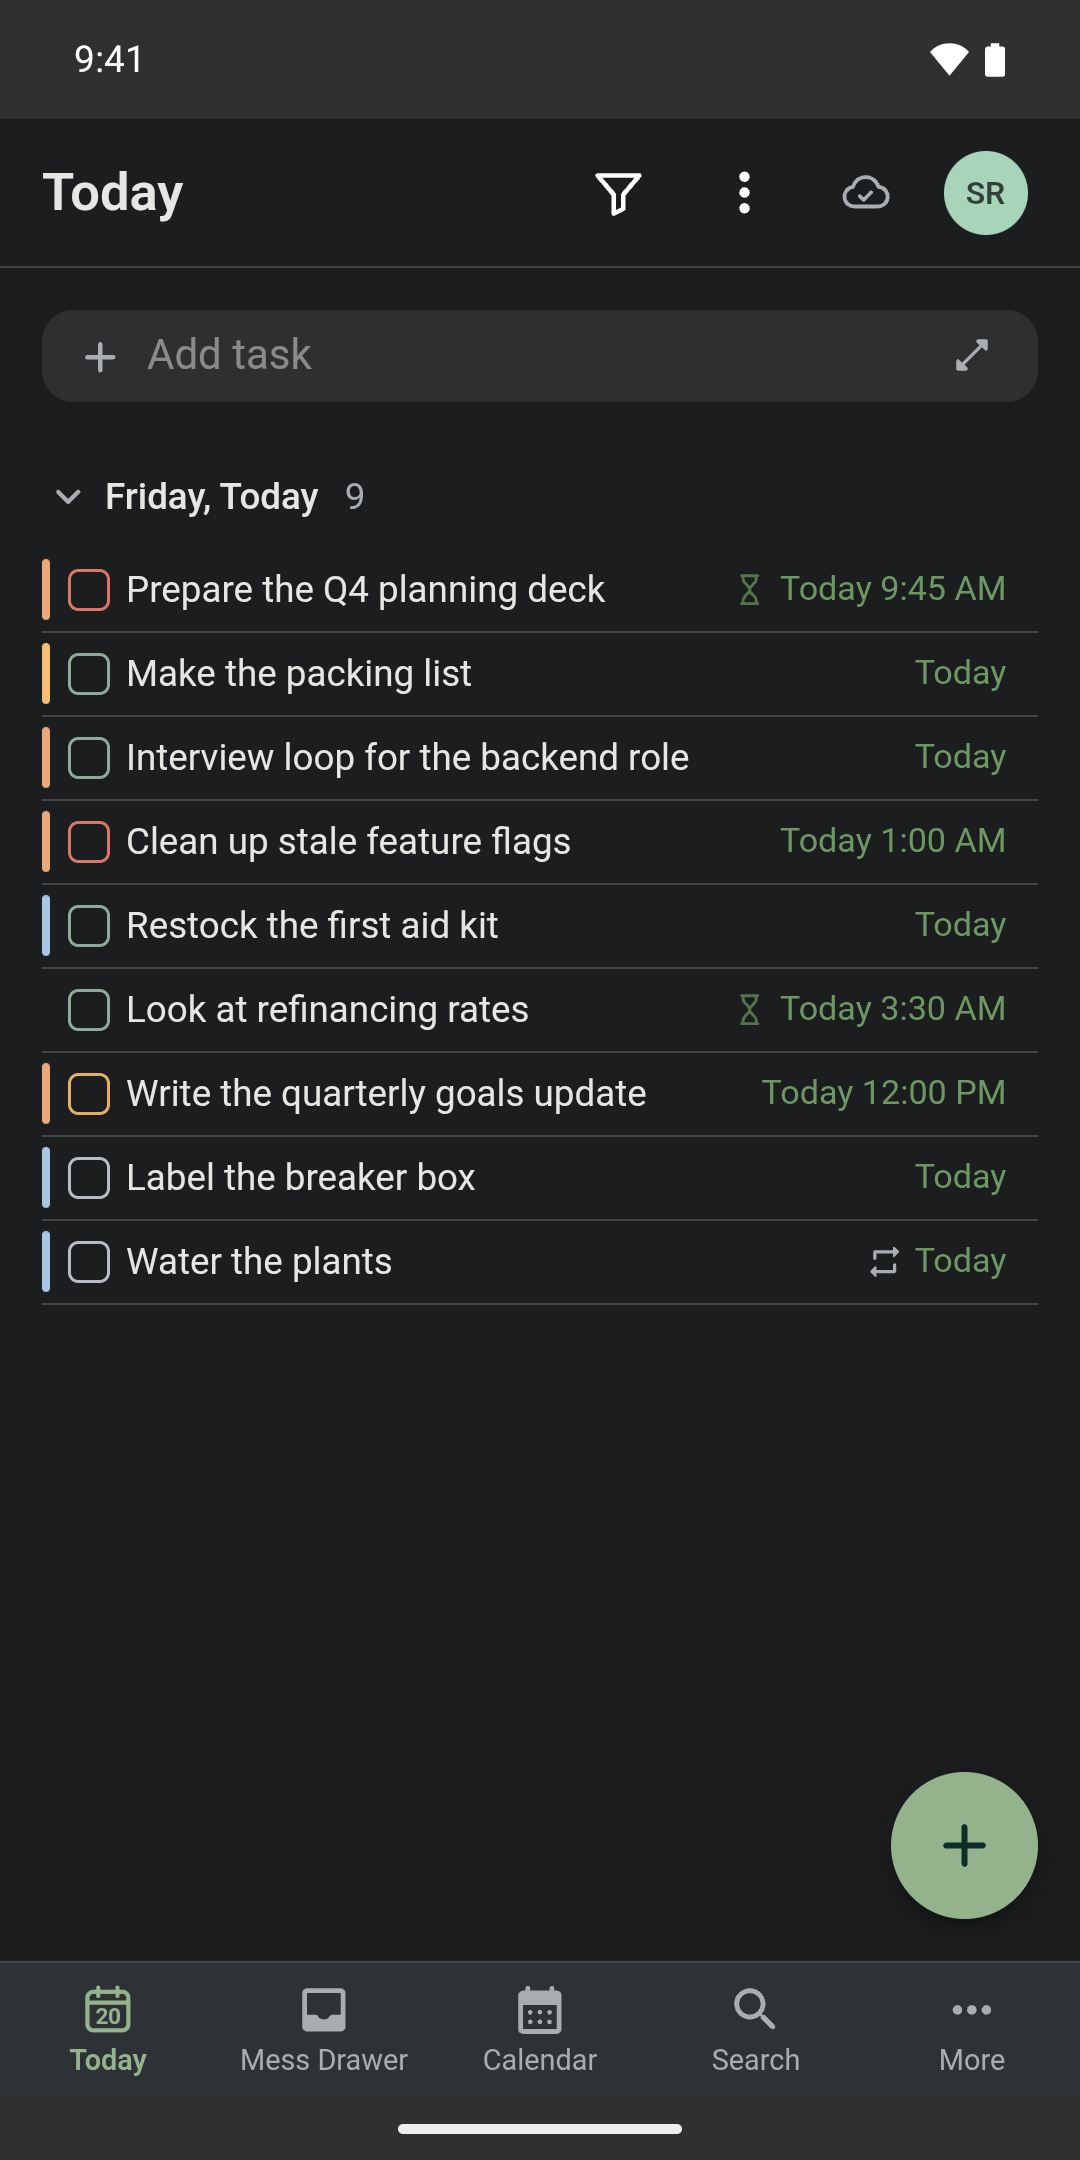 9:41
Today
SR
Add task
Friday, Today 9
Prepare the Q4 planning deck Today 9:45 AM
Make the packing list Today
Interview loop for the backend role Today
Clean up stale feature flags Today 1:00 AM
Restock the first aid kit Today
Look at refinancing rates Today 3:30 AM
Write the quarterly goals update Today 12:00 PM
Label the breaker box Today
Water the plants Today
20
Today Mess Drawer Calendar Search More